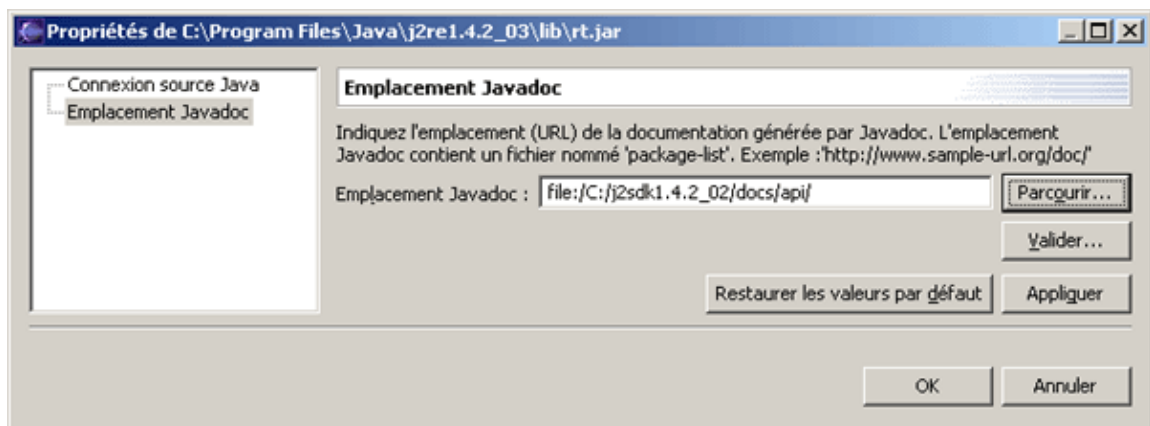 Propriétés de C:\Program Files\Java\j2re1.4.2_03\lib\rt.jar
Connexion source Java
Emplacement Javadoc
Emplacement Javadoc
Indiquez l'emplacement (URL) de la documentation générée par Javadoc. L'emplacement
Javadoc contient un fichier nommé 'package-list'. Exemple :'http://www.sample-url.org/doc/'
Emplacement Javadoc : file:/C:/j2sdk1.4.2_02/docs/api/ Parcourir...
Valider...
Restaurer les valeurs par défaut Appliquer
OK Annuler